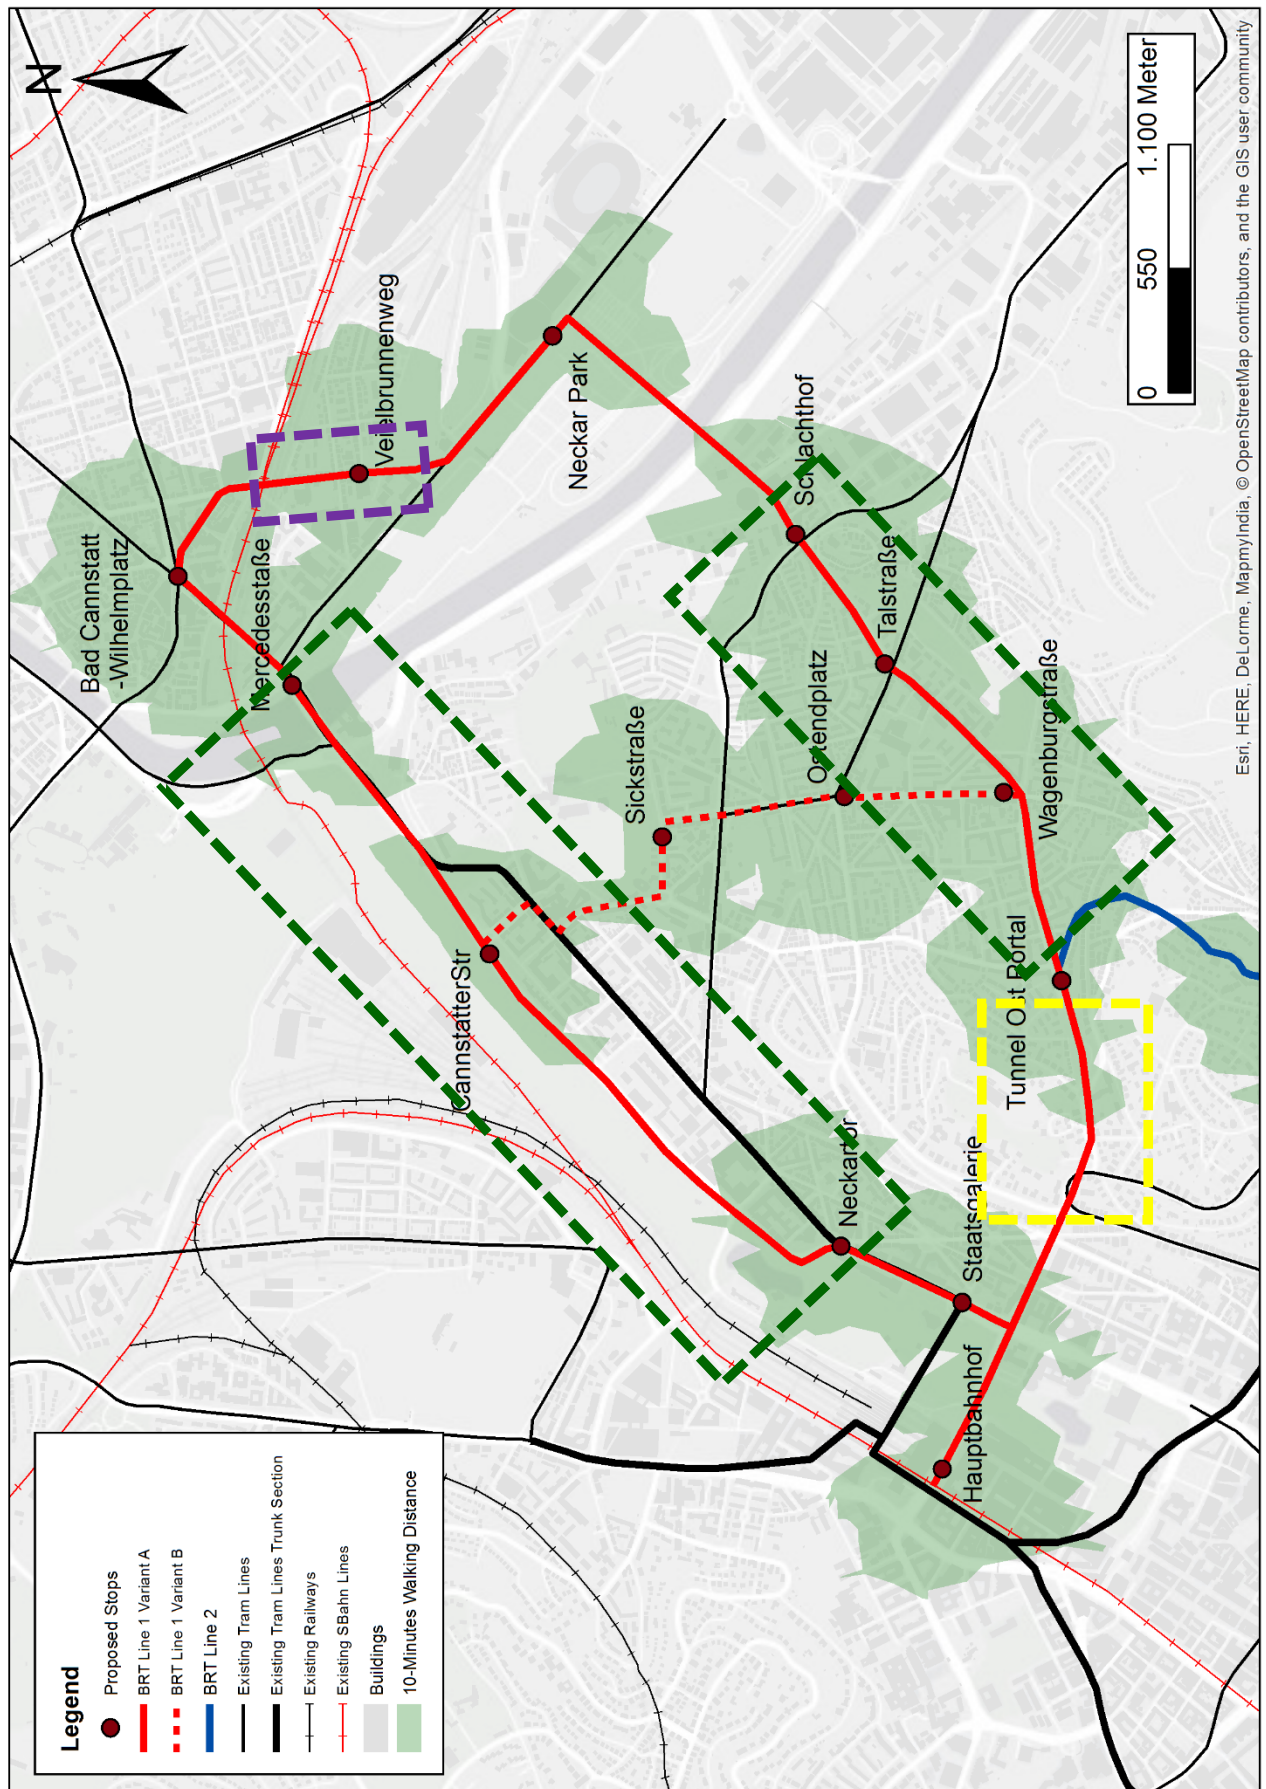 N
Bad Cannstatt
-Wilhelmplatz
Mercedesstaße
Veielbrunnenweg
Neckar Park
Schlachthof
Talstraße
Ostendplatz
Sickstraße
Wagenburgstraße
CannstatterStr
Tunnel Ost Portal
Neckartor
Staatsgalerie
Hauptbahnhof
Legend
Proposed Stops
BRT Line 1 Variant A
BRT Line 1 Variant B
BRT Line 2
Existing Tram Lines
Existing Tram Lines Trunk Section
Existing Railways
Existing SBahn Lines
Buildings
10-Minutes Walking Distance
0 550 1.100 Meter
Esri, HERE, DeLorme, MapmyIndia, © OpenStreetMap contributors, and the GIS user community